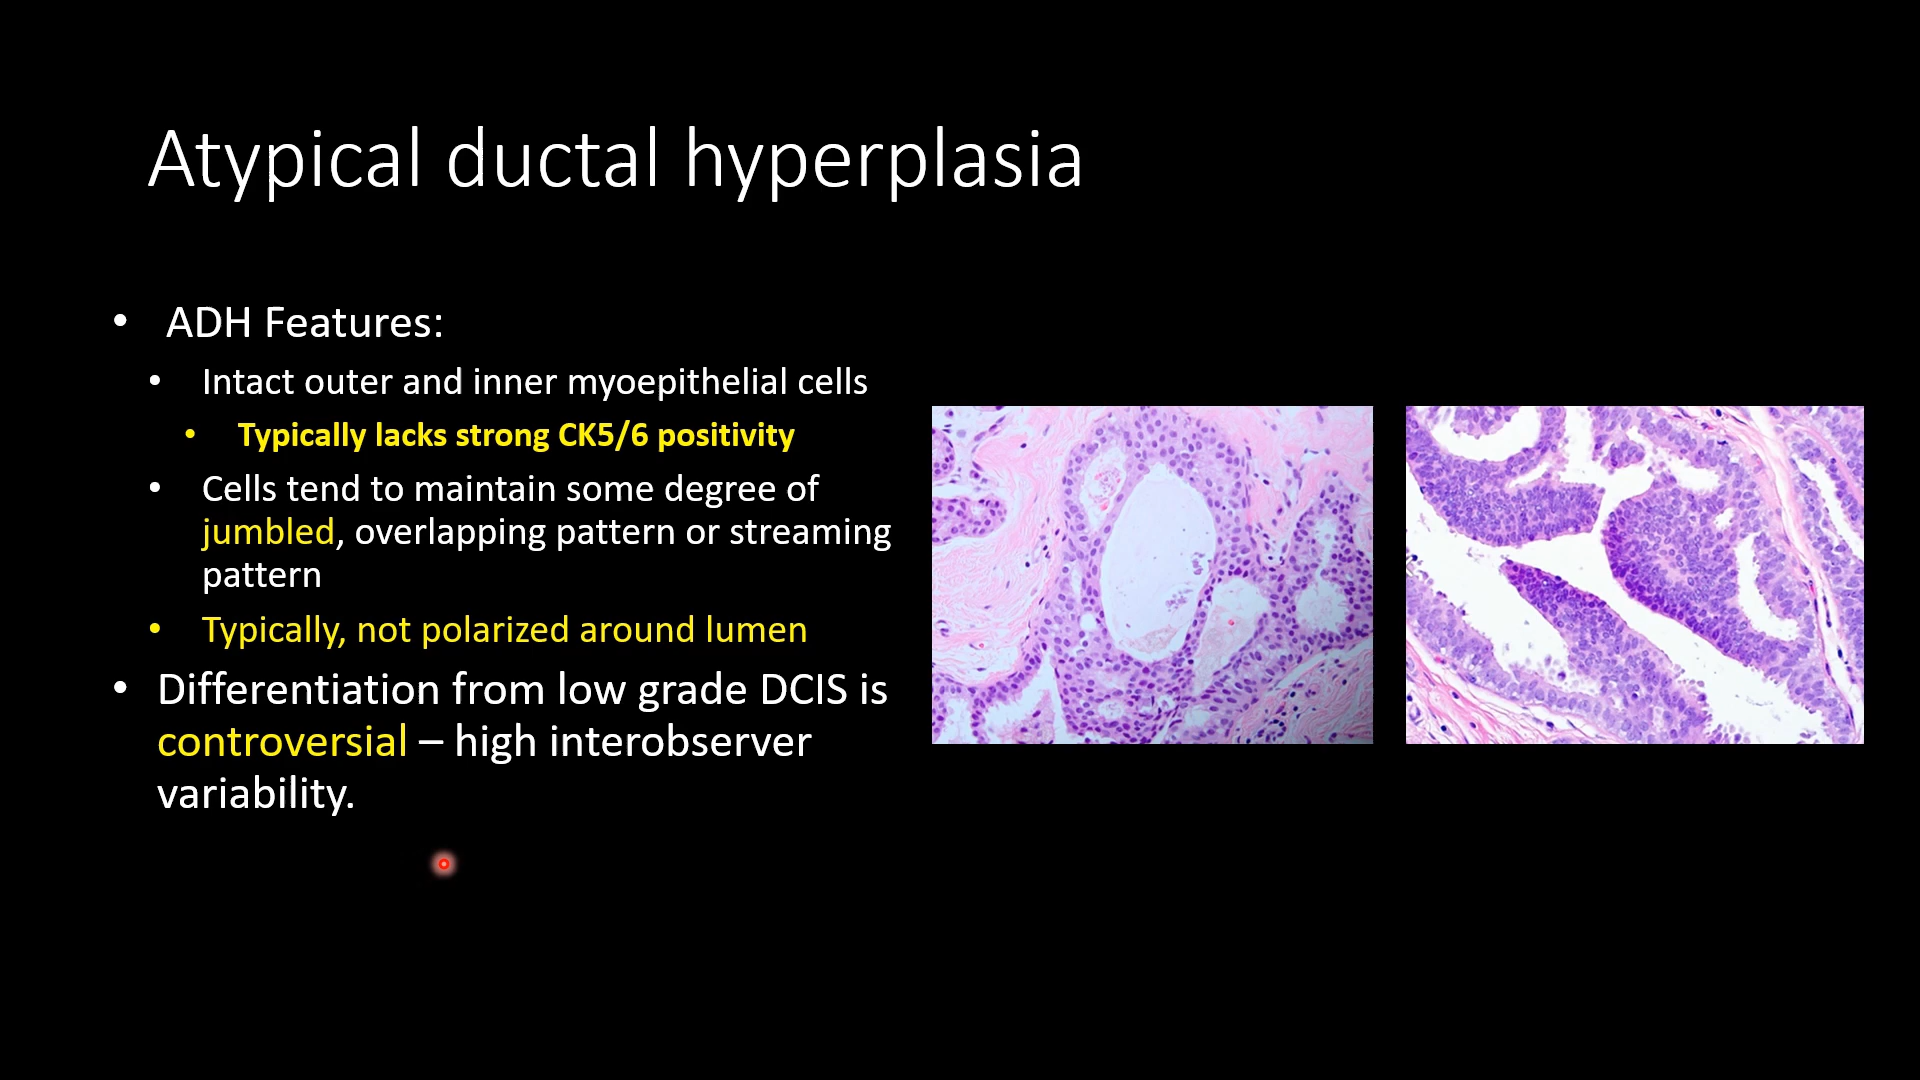 Atypical ductal hyperplasia
• ADH Features:
• Intact outer and inner myoepithelial cells
• Typically lacks strong CK5/6 positivity
• Cells tend to maintain some degree of
jumbled, overlapping pattern or streaming
pattern
• Typically, not polarized around lumen
• Differentiation from low grade DCIS is
controversial – high interobserver
variability.